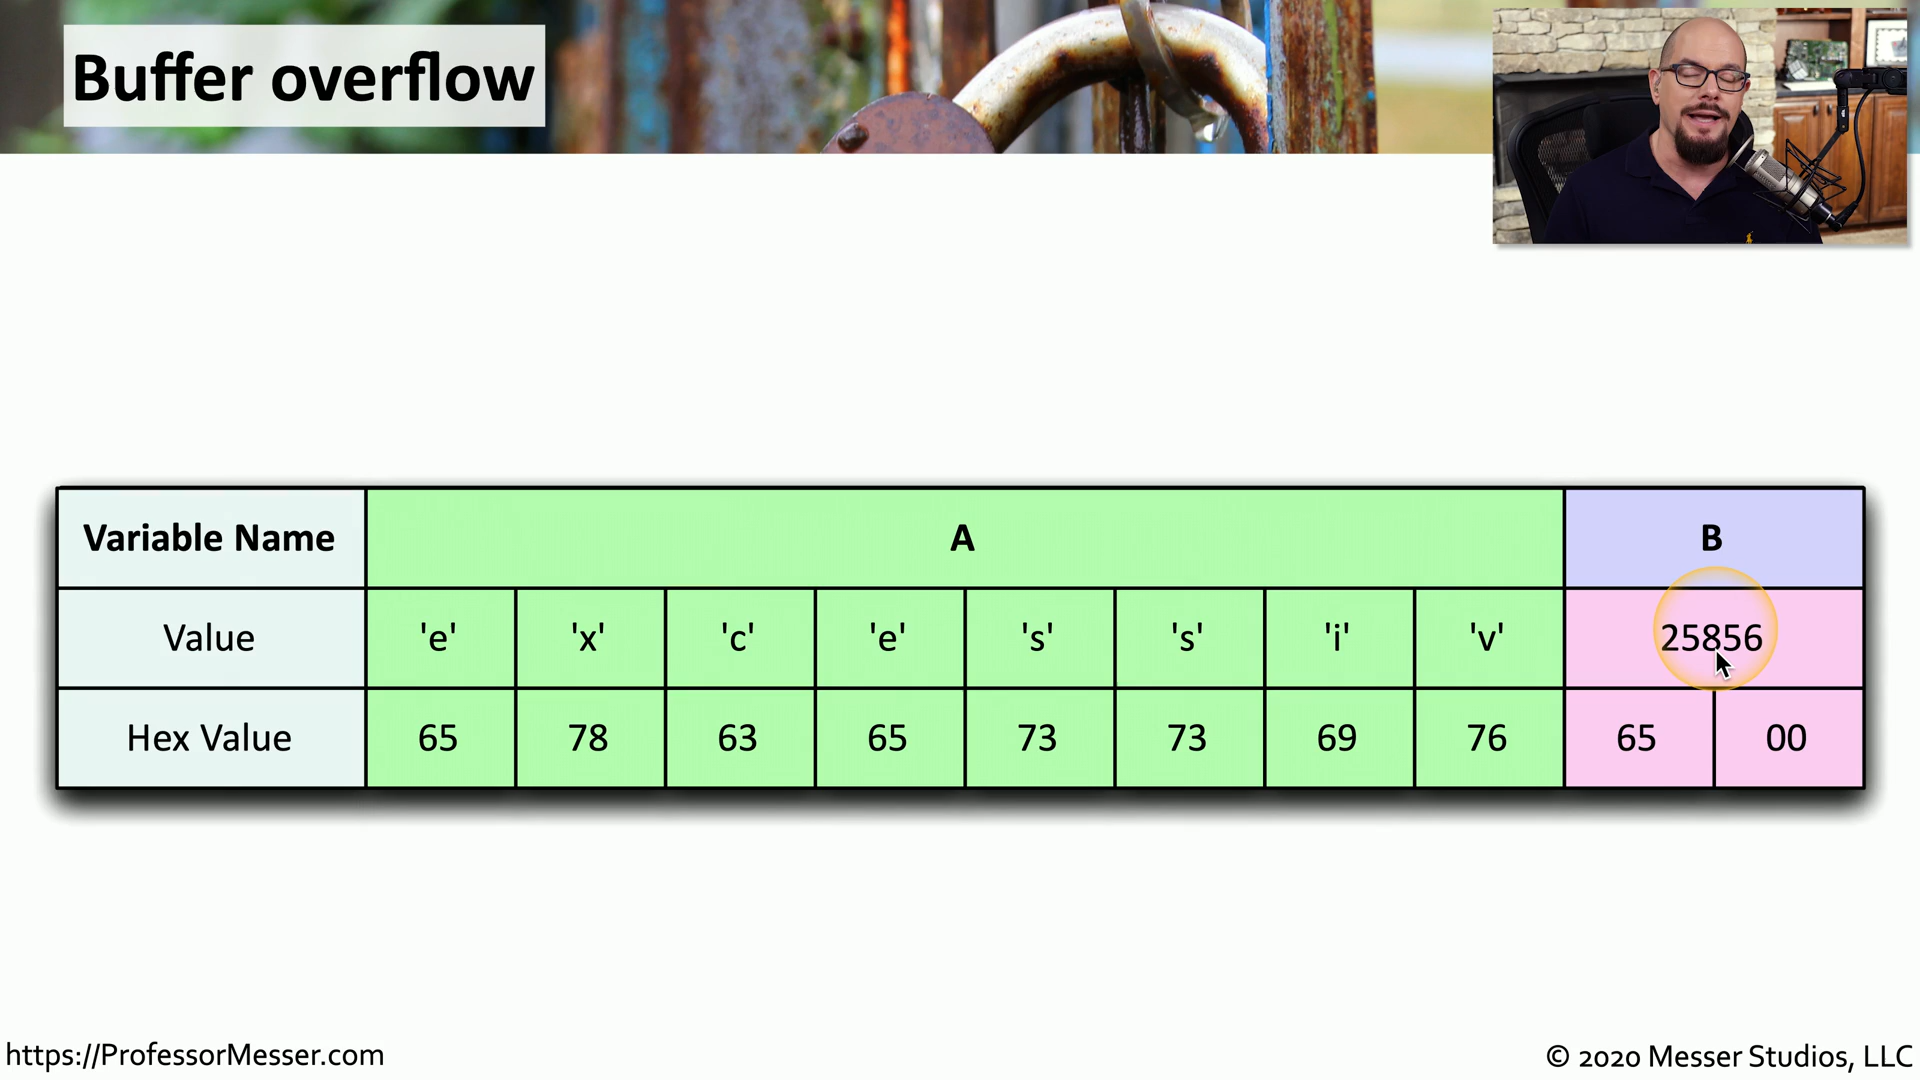 Buffer overflow
Variable Name A B
Value 'e' 'x' 'c' 'e' 's' 's' 'i' 'v' 25856
Hex Value 65 78 63 65 73 73 69 76 65 00
https://ProfessorMesser.com
© 2020 Messer Studios, LLC